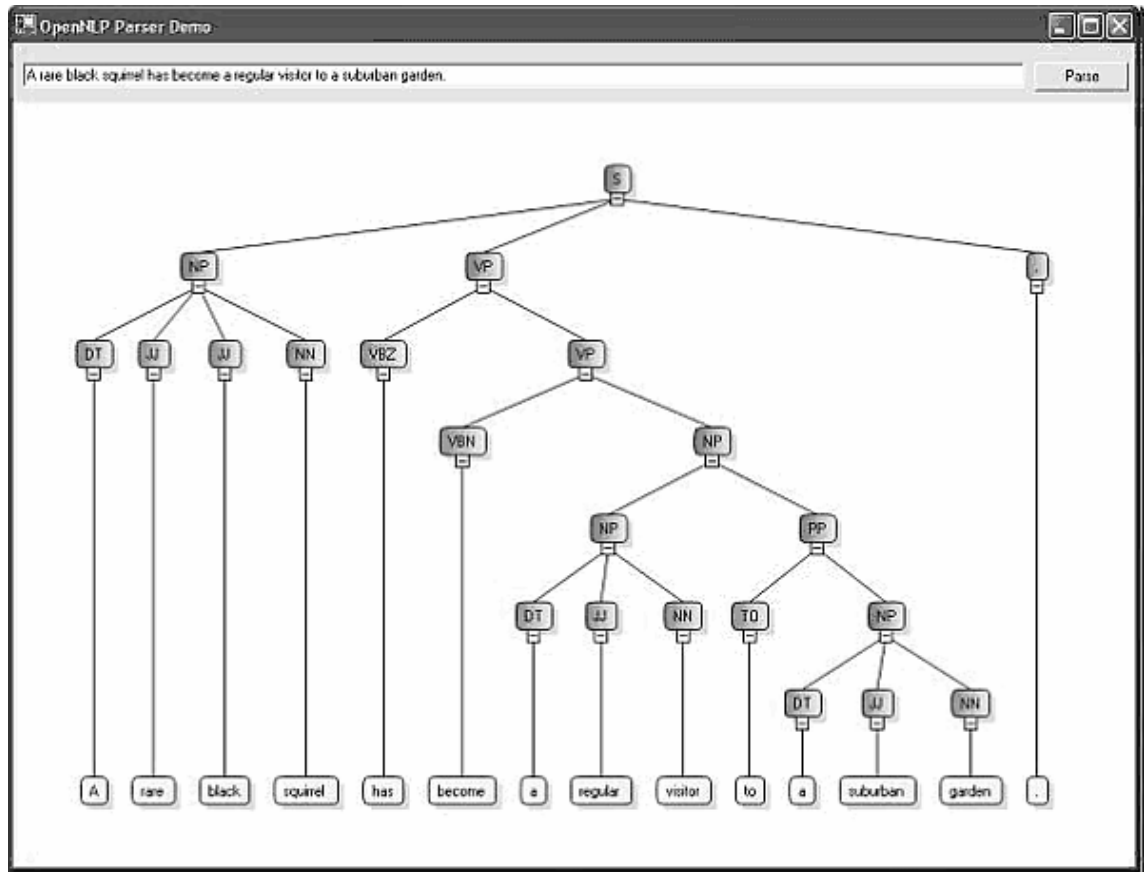 OpenNLP Parser Demo
A rare black squirrel has become a regular visitor to a suburban garden.
Parse
S
NP VP .
DT JJ JJ NN VBZ VP
VBN NP
NP PP
DT JJ NN TO NP
DT JJ NN
A rare black squirrel has become a regular visitor to a suburban garden .